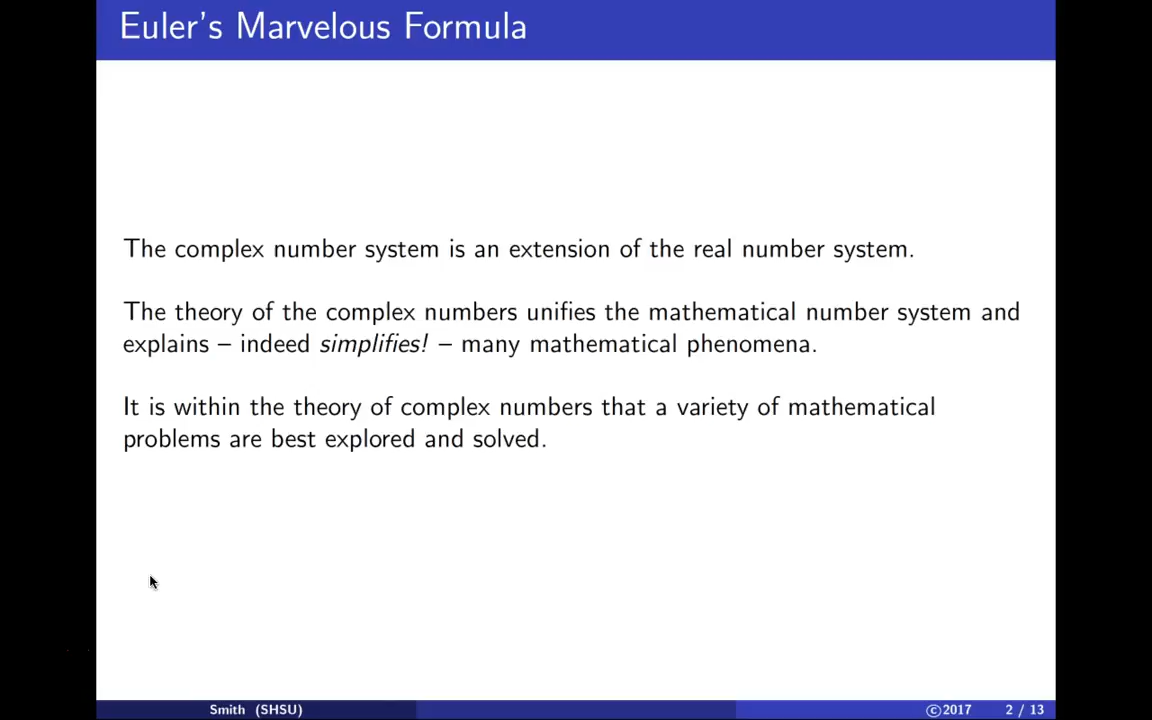 Euler's Marvelous Formula
The complex number system is an extension of the real number system.
The theory of the complex numbers unifies the mathematical number system and
explains – indeed simplifies! – many mathematical phenomena.
It is within the theory of complex numbers that a variety of mathematical
problems are best explored and solved.
Smith (SHSU) ©2017 2 / 13